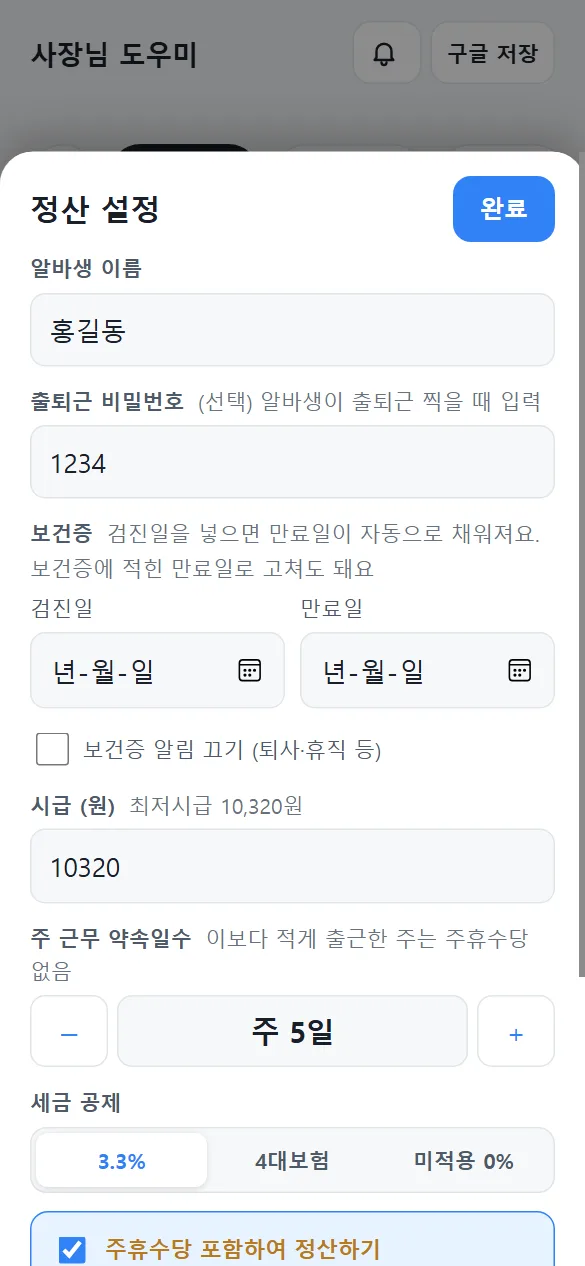 사장님 도우미
구글 저장
정산 설정
완료
알바생 이름
홍길동
출퇴근 비밀번호 (선택) 알바생이 출퇴근 찍을 때 입력
1234
보건증 검진일을 넣으면 만료일이 자동으로 채워져요.
보건증에 적힌 만료일로 고쳐도 돼요
검진일 만료일
년-월-일 년-월-일
보건증 알림 끄기 (퇴사·휴직 등)
시급 (원) 최저시급 10,320원
10320
주 근무 약속일수 이보다 적게 출근한 주는 주휴수당
없음
– 주 5일 +
세금 공제
3.3% 4대보험 미적용 0%
주휴수당 포함하여 정산하기